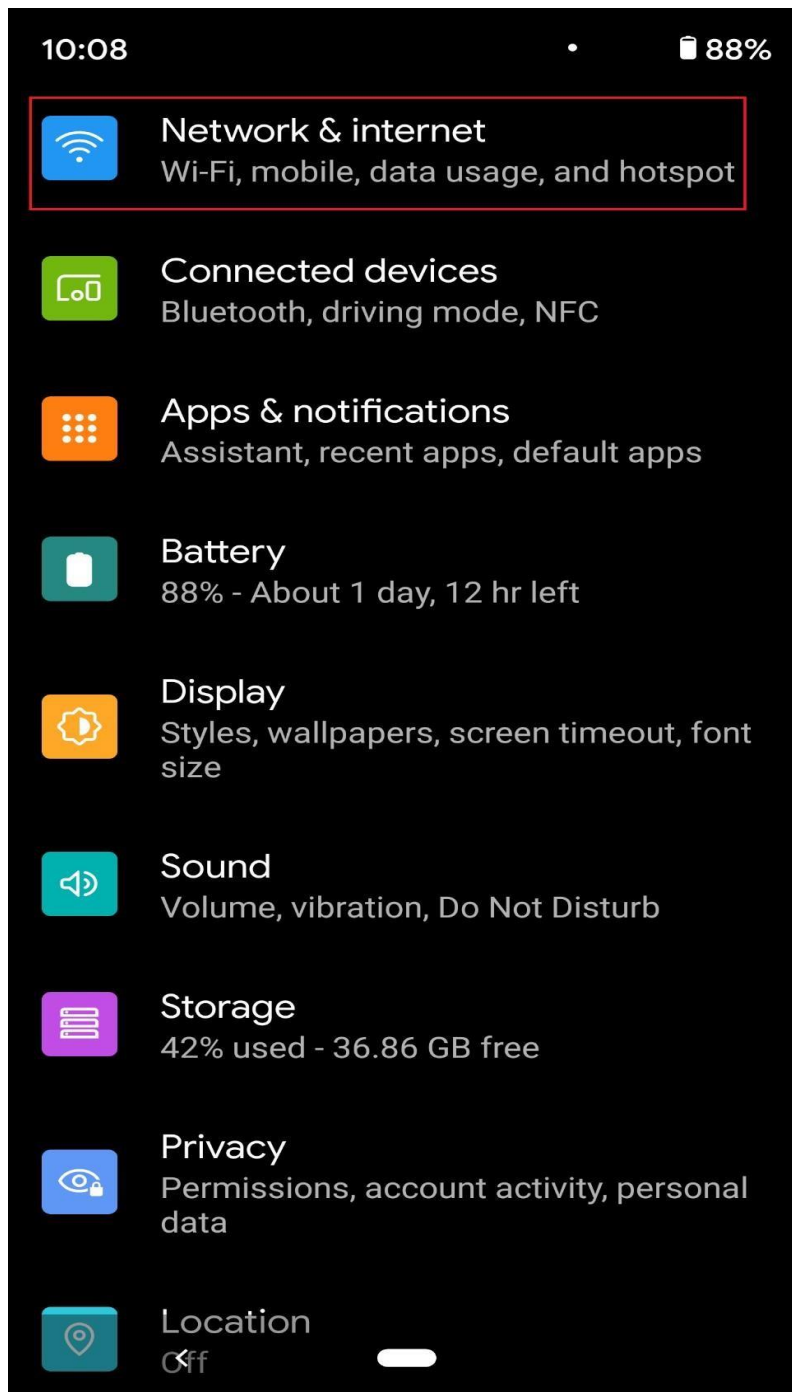 10:08
88%
Network & internet
Wi-Fi, mobile, data usage, and hotspot
Connected devices
Bluetooth, driving mode, NFC
Apps & notifications
Assistant, recent apps, default apps
Battery
88% - About 1 day, 12 hr left
Display
Styles, wallpapers, screen timeout, font
size
Sound
Volume, vibration, Do Not Disturb
Storage
42% used - 36.86 GB free
Privacy
Permissions, account activity, personal
data
Location
Off